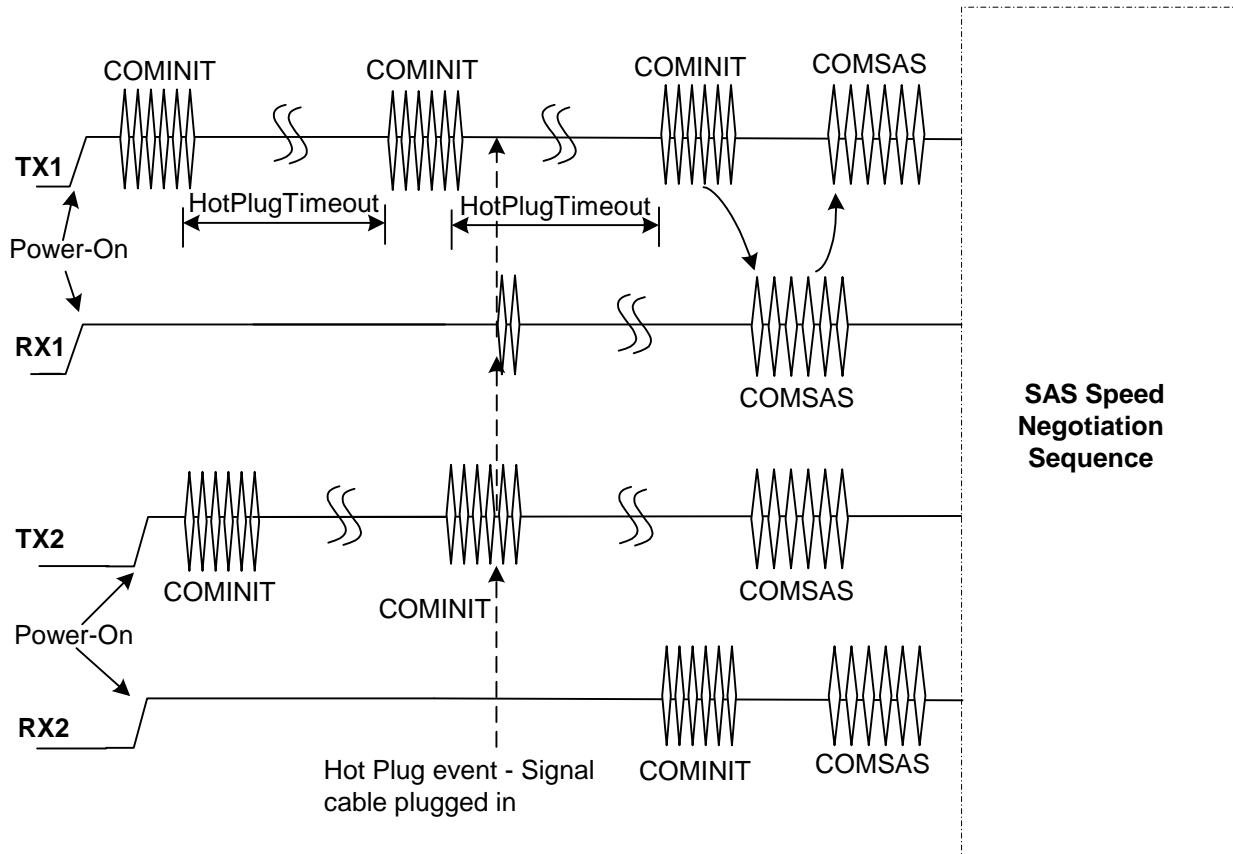 COMINIT
COMINIT
COMINIT
COMSAS
TX1
HotPlugTimeout
HotPlugTimeout
Power-On
RX1
COMSAS
SAS Speed
Negotiation
Sequence
TX2
COMINIT
COMINIT
COMSAS
Power-On
RX2
COMINIT
COMSAS
Hot Plug event - Signal
cable plugged in